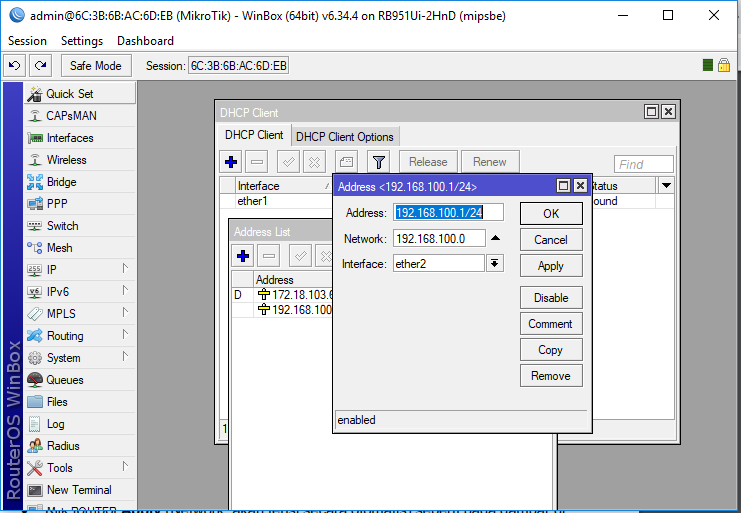 admin@6C:3B:6B:AC:6D:EB (MikroTik) - WinBox (64bit) v6.34.4 on RB951Ui-2HnD (mipsbe)
Session Settings Dashboard
Safe Mode Session: 6C:3B:6B:AC:6D:EB
RouterOS WinBox
Quick Set
CAPsMAN
Interfaces
Wireless
Bridge
PPP
Switch
Mesh
IP
IPv6
MPLS
Routing
System
Queues
Files
Log
Radius
Tools
New Terminal
DHCP Client
DHCP Client DHCP Client Options
Release Renew Find
Interface
ether1
Address List
Address
D 172.18.103.6
192.168.100
Address <192.168.100.1/24>
Address: 192.168.100.1/24 OK
Network: 192.168.100.0 Cancel
Interface: ether2 Apply
Disable
Comment
Copy
Remove
enabled
Status
ound
1